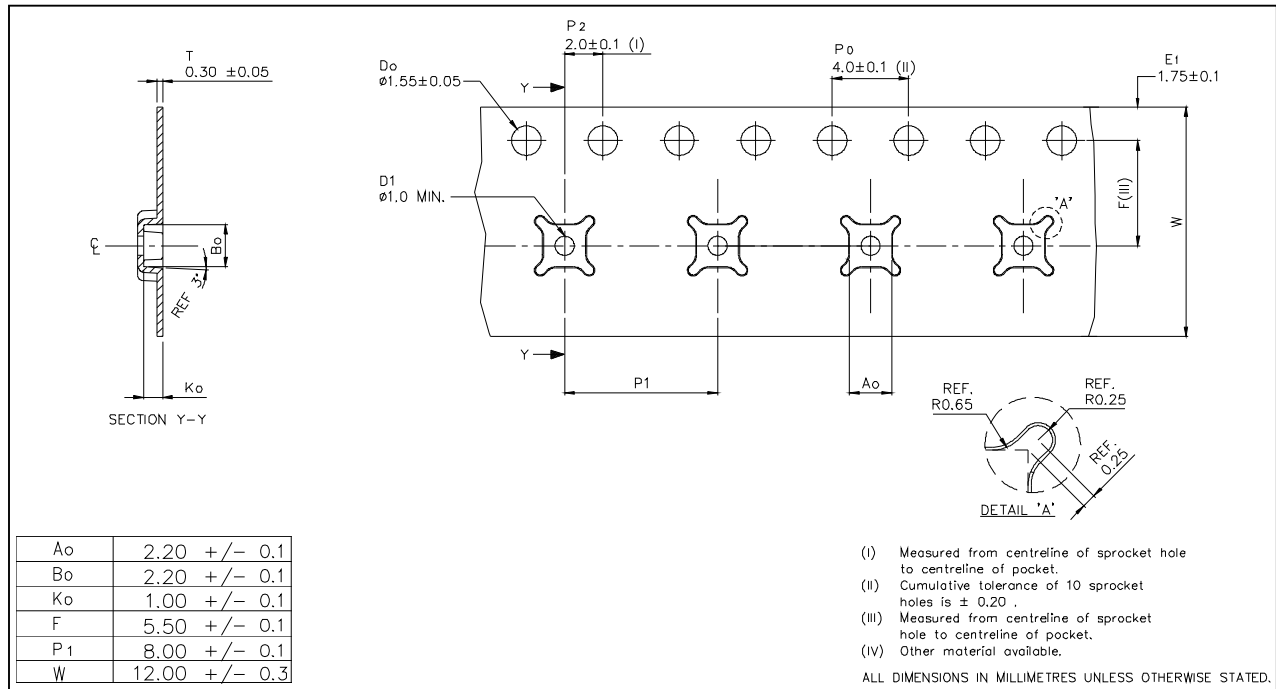 T
0.30 ±0.05
℄
Bo
REF 3°
Ko
SECTION Y-Y
P2
2.0±0.1 (I)
Do
ø1.55±0.05
Y
Po
4.0±0.1 (II)
E1
1.75±0.1
D1
ø1.0 MIN.
'A'
F(III)
W
Y
P1
Ao
REF.
R0.65
REF.
R0.25
REF.
0.25
DETAIL 'A'
Ao 2.20 +/- 0.1
Bo 2.20 +/- 0.1
Ko 1.00 +/- 0.1
F 5.50 +/- 0.1
P1 8.00 +/- 0.1
W 12.00 +/- 0.3
(I) Measured from centreline of sprocket hole
to centreline of pocket.
(II) Cumulative tolerance of 10 sprocket
holes is ± 0.20 .
(III) Measured from centreline of sprocket
hole to centreline of pocket.
(IV) Other material available.
ALL DIMENSIONS IN MILLIMETRES UNLESS OTHERWISE STATED.